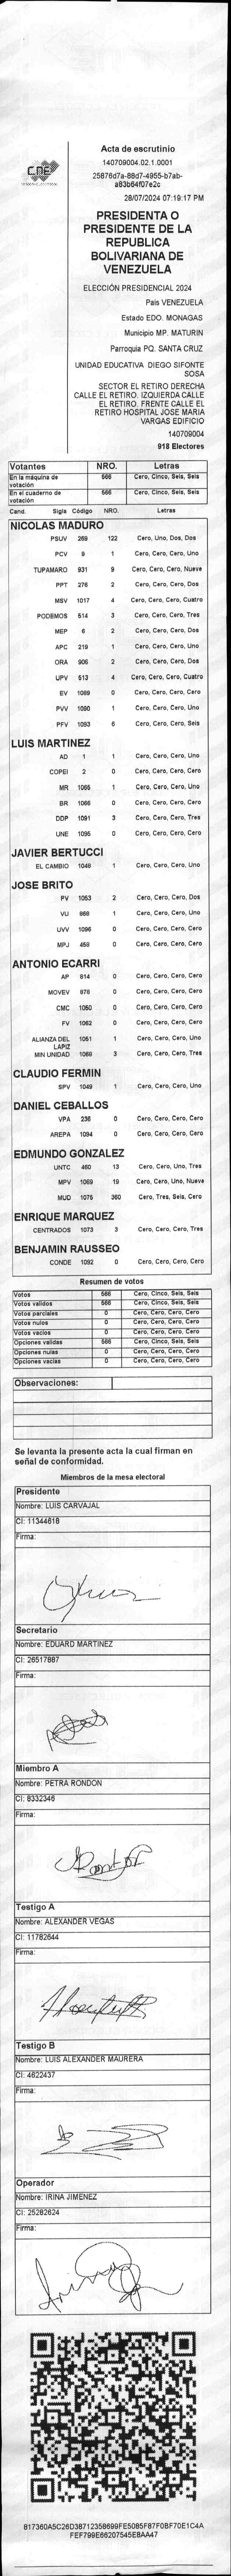 CNE
Acta de escrutinio
140709004.02.1.0001
25876d7a-88d7-4955-b7ab-
a83b64f07e2c
28/07/2024 07:19:17 PM
PRESIDENTA O
PRESIDENTE DE LA
REPUBLICA
BOLIVARIANA DE
VENEZUELA
ELECCIÓN PRESIDENCIAL 2024
País VENEZUELA
Estado EDO. MONAGAS
Municipio MP. MATURIN
Parroquia PQ. SANTA CRUZ
UNIDAD EDUCATIVA DIEGO SIFONTE
SOSA
SECTOR EL RETIRO DERECHA
CALLE EL RETIRO. IZQUIERDA CALLE
EL RETIRO. FRENTE CALLE EL
RETIRO HOSPITAL JOSE MARIA
VARGAS EDIFICIO
140709004
918 Electores
Votantes NRO. Letras
En la máquina de votación 566 Cero, Cinco, Seis, Seis
En el cuaderno de votación 566 Cero, Cinco, Seis, Seis
Cand. Sigla Código NRO. Letras
NICOLAS MADURO
PSUV 269 122 Cero, Uno, Dos, Dos
PCV 9 1 Cero, Cero, Cero, Uno
TUPAMARO 931 9 Cero, Cero, Cero, Nueve
PPT 276 2 Cero, Cero, Cero, Dos
MSV 1017 4 Cero, Cero, Cero, Cuatro
PODEMOS 514 3 Cero, Cero, Cero, Tres
MEP 6 2 Cero, Cero, Cero, Dos
APC 219 1 Cero, Cero, Cero, Uno
ORA 906 2 Cero, Cero, Cero, Dos
UPV 513 4 Cero, Cero, Cero, Cuatro
EV 1089 0 Cero, Cero, Cero, Cero
PVV 1090 1 Cero, Cero, Cero, Uno
PFV 1093 6 Cero, Cero, Cero, Seis
LUIS MARTINEZ
AD 1 1 Cero, Cero, Cero, Uno
COPEI 2 0 Cero, Cero, Cero, Cero
MR 1065 1 Cero, Cero, Cero, Uno
BR 1066 0 Cero, Cero, Cero, Cero
DDP 1091 3 Cero, Cero, Cero, Tres
UNE 1095 0 Cero, Cero, Cero, Cero
JAVIER BERTUCCI
EL CAMBIO 1048 1 Cero, Cero, Cero, Uno
JOSE BRITO
PV 1053 2 Cero, Cero, Cero, Dos
VU 868 1 Cero, Cero, Cero, Uno
UVV 1096 0 Cero, Cero, Cero, Cero
MPJ 458 0 Cero, Cero, Cero, Cero
ANTONIO ECARRI
AP 814 0 Cero, Cero, Cero, Cero
MOVEV 878 0 Cero, Cero, Cero, Cero
CMC 1050 0 Cero, Cero, Cero, Cero
FV 1062 0 Cero, Cero, Cero, Cero
ALIANZA DEL LÁPIZ 1051 1 Cero, Cero, Cero, Uno
MIN UNIDAD 1068 3 Cero, Cero, Cero, Tres
CLAUDIO FERMIN
SPV 1049 1 Cero, Cero, Cero, Uno
DANIEL CEBALLOS
VPA 236 0 Cero, Cero, Cero, Cero
AREPA 1094 0 Cero, Cero, Cero, Cero
EDMUNDO GONZALEZ
UNTC 460 13 Cero, Cero, Uno, Tres
MPV 1069 19 Cero, Cero, Uno, Nueve
MUD 1075 360 Cero, Tres, Seis, Cero
ENRIQUE MARQUEZ
CENTRADOS 1073 3 Cero, Cero, Cero, Tres
BENJAMIN RAUSSEO
CONDE 1092 0 Cero, Cero, Cero, Cero
Resumen de votos
Votos 566 Cero, Cinco, Seis, Seis
Votos validos 566 Cero, Cinco, Seis, Seis
Votos parciales 0 Cero, Cero, Cero, Cero
Votos nulos 0 Cero, Cero, Cero, Cero
Votos vacios 0 Cero, Cero, Cero, Cero
Opciones validas 566 Cero, Cinco, Seis, Seis
Opciones nulas 0 Cero, Cero, Cero, Cero
Opciones vacias 0 Cero, Cero, Cero, Cero
Observaciones:
Se levanta la presente acta la cual firman en
señal de conformidad.
Miembros de la mesa electoral
Presidente
Nombre: LUIS CARVAJAL
CI: 11344618
Firma:
Secretario
Nombre: EDUARD MARTINEZ
CI: 26517887
Firma:
Miembro A
Nombre: PETRA RONDON
CI: 8332346
Firma:
Testigo A
Nombre: ALEXANDER VEGAS
CI: 11782644
Firma:
Testigo B
Nombre: LUIS ALEXANDER MAURERA
CI: 4622437
Firma:
Operador
Nombre: IRINA JIMENEZ
CI: 25282624
Firma:
817360A5C26D38712358699FE5085F87F0BF70E1C4A
FEF799E66207545E8AA47